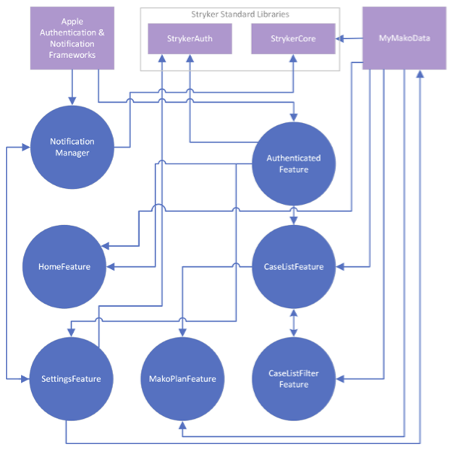 Stryker Standard Libraries
Apple
Authentication &
Notification
Frameworks
StrykerAuth
StrykerCore
MyMakoData
Notification
Manager
Authenticated
Feature
HomeFeature
CaseListFeature
SettingsFeature
MakoPlanFeature
CaseListFilter
Feature